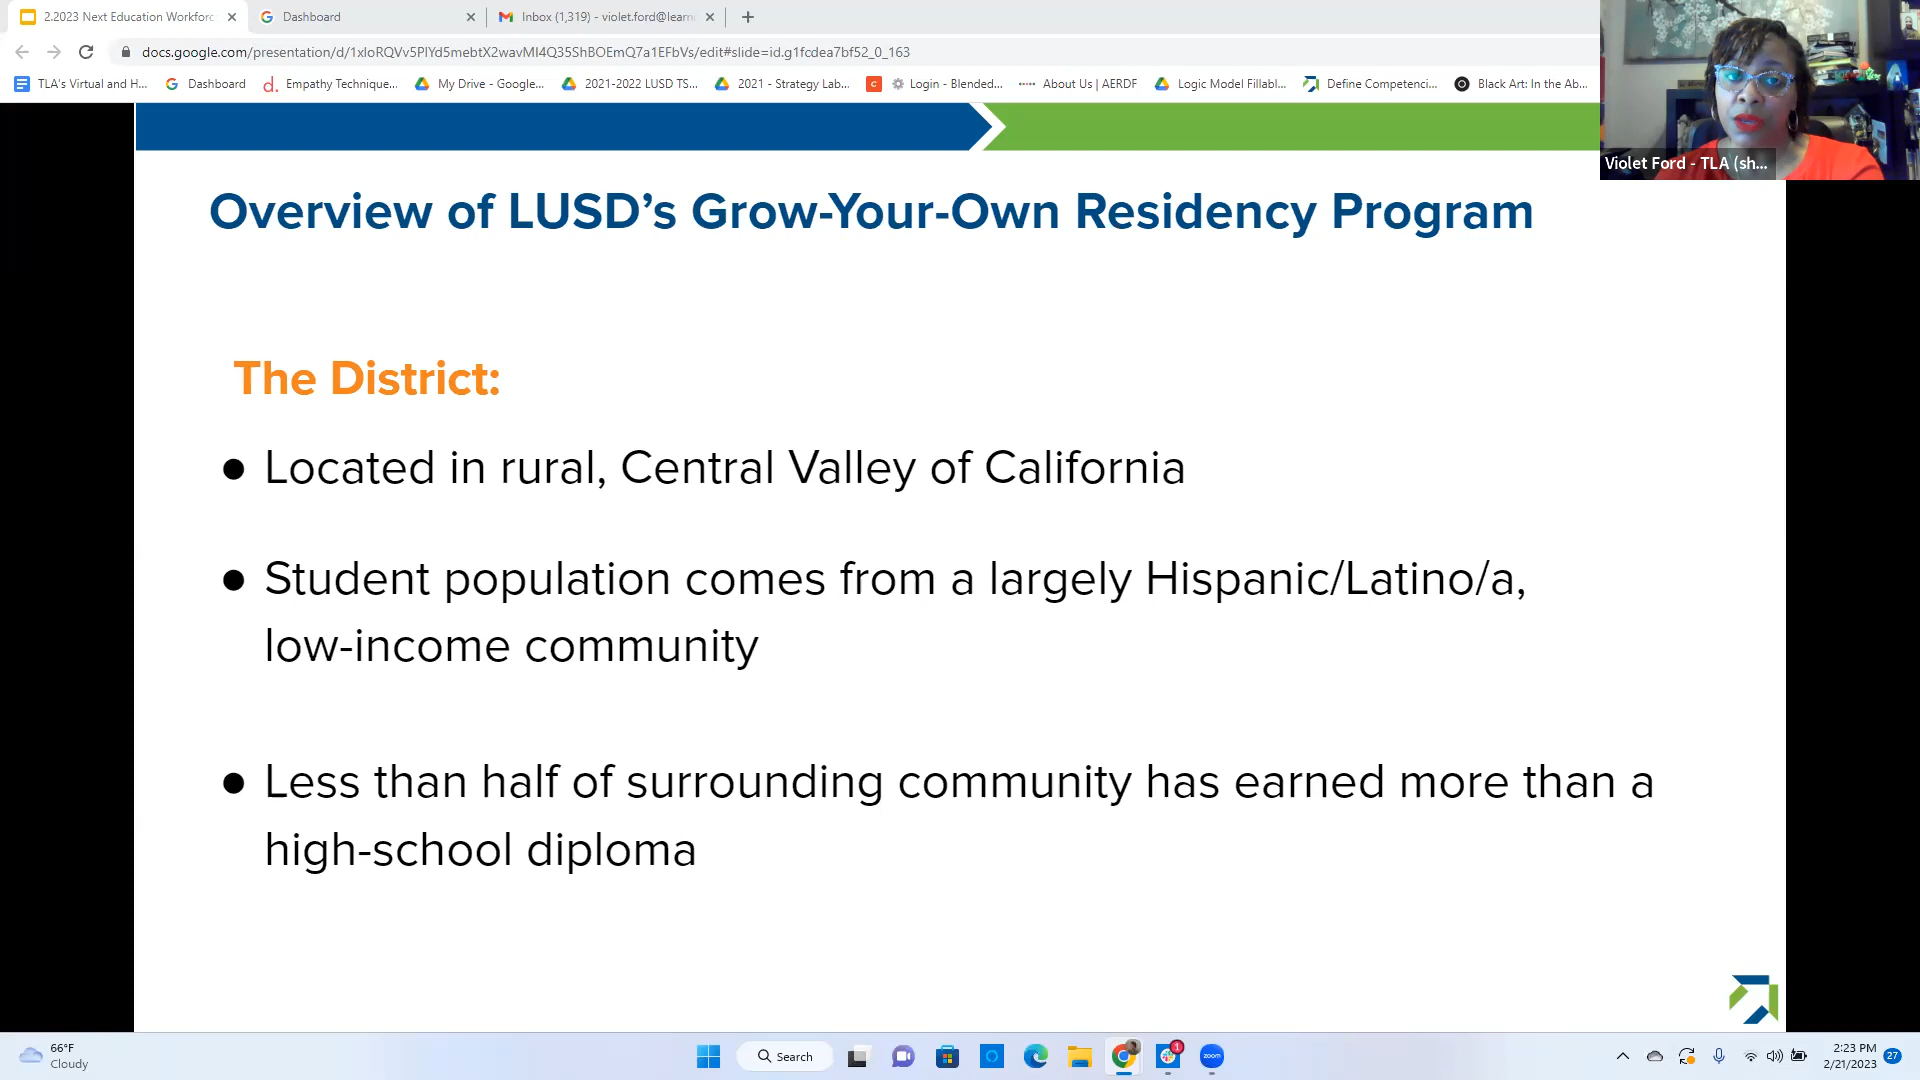 2.2023 Next Education Workforc
Dashboard
Inbox (1,319) - violet.ford@learn
docs.google.com/presentation/d/1xIoRQVv5PIYd5mebtX2wavMI4Q35ShBOEmQ7a1EFbVs/edit#slide=id.g1fcdea7bf52_0_163
TLA's Virtual and H...
Dashboard
Empathy Technique...
My Drive - Google...
2021-2022 LUSD TS...
2021 - Strategy Lab...
Login - Blended...
About Us | AERDF
Logic Model Fillabl...
Define Competenci...
Black Art: In the Ab...
Violet Ford - TLA (sh...
Overview of LUSD’s Grow-Your-Own Residency Program
The District:
● Located in rural, Central Valley of California
● Student population comes from a largely Hispanic/Latino/a,
low-income community
● Less than half of surrounding community has earned more than a
high-school diploma
66°F
Cloudy
Search
1
zoom
2:23 PM
2/21/2023
27